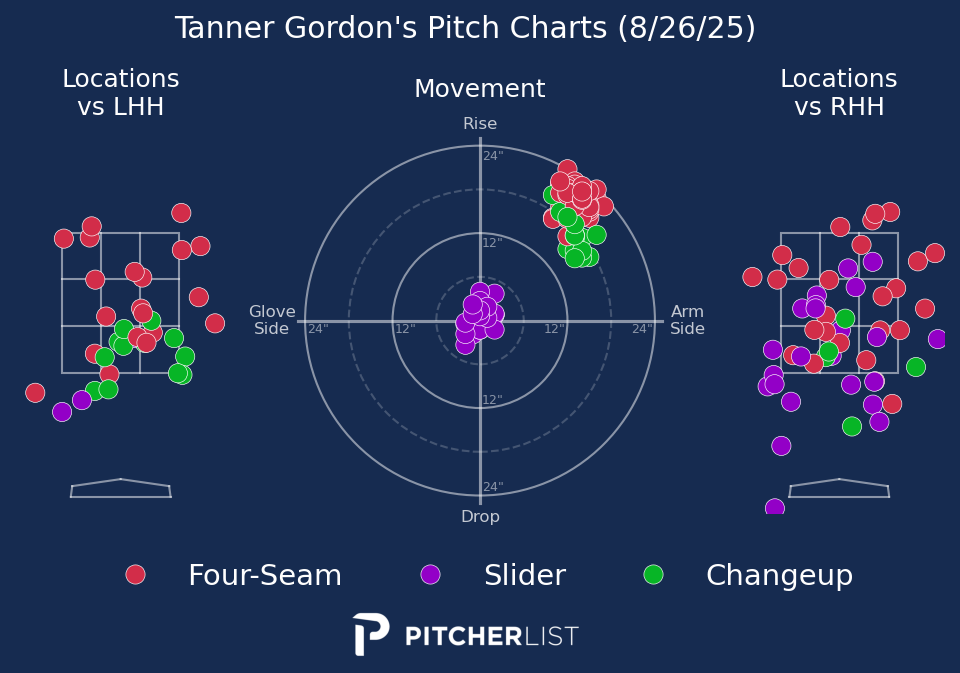 Tanner Gordon's Pitch Charts (8/26/25)
Locations
vs LHH
Movement
Locations
vs RHH
Rise
24"
12"
Glove
Side
24"
12"
12"
24"
Arm
Side
12"
24"
Drop
Four-Seam
Slider
Changeup
PITCHERLIST